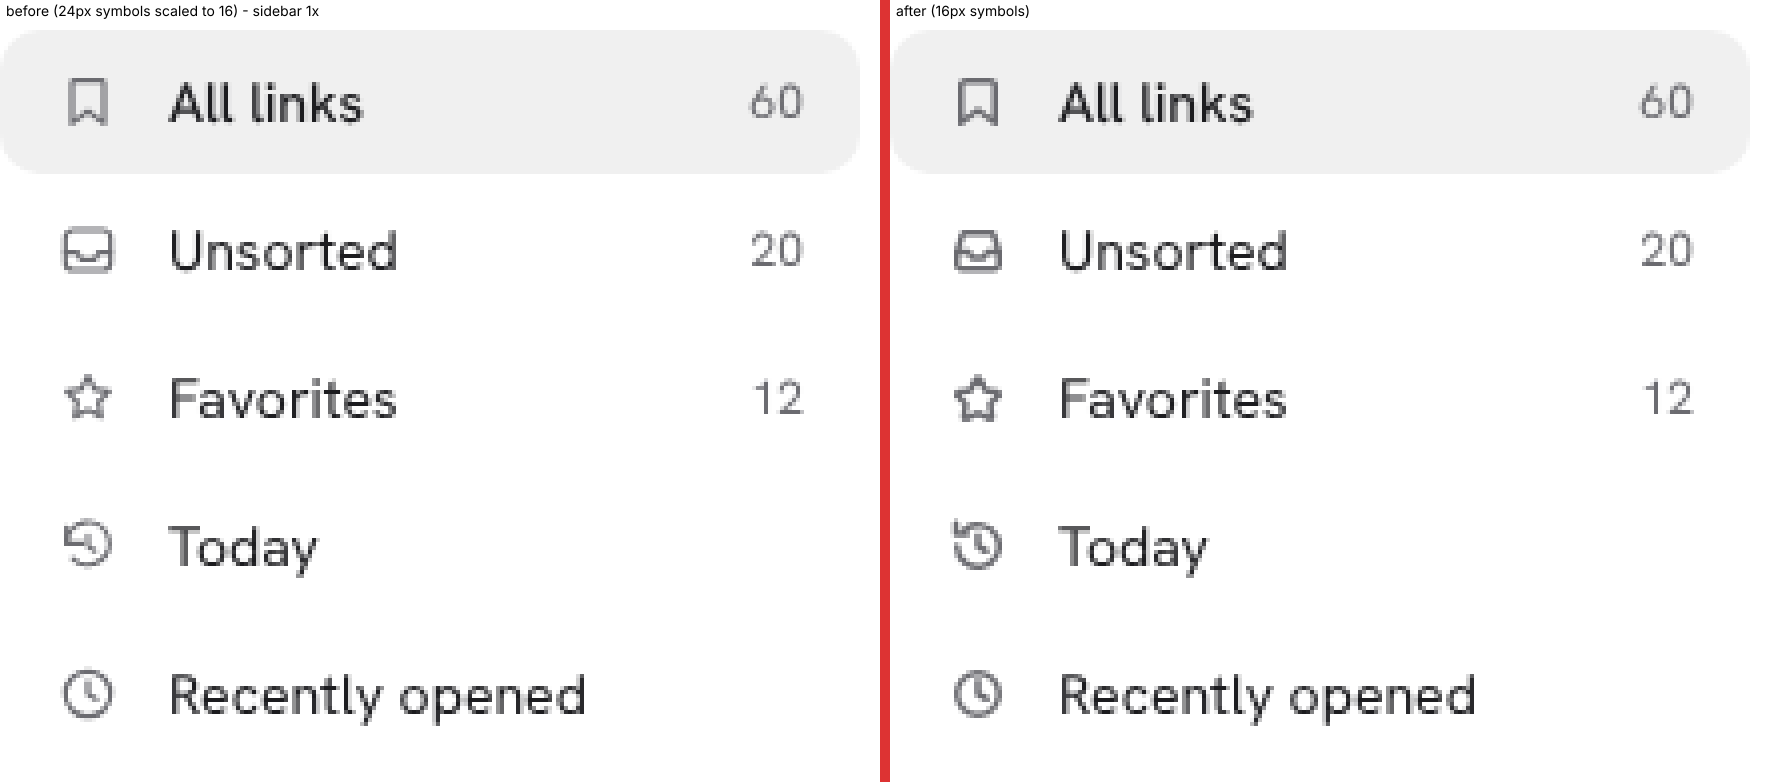 before (24px symbols scaled to 16) - sidebar 1x
All links 60
Unsorted 20
Favorites 12
Today
Recently opened
after (16px symbols)
All links 60
Unsorted 20
Favorites 12
Today
Recently opened